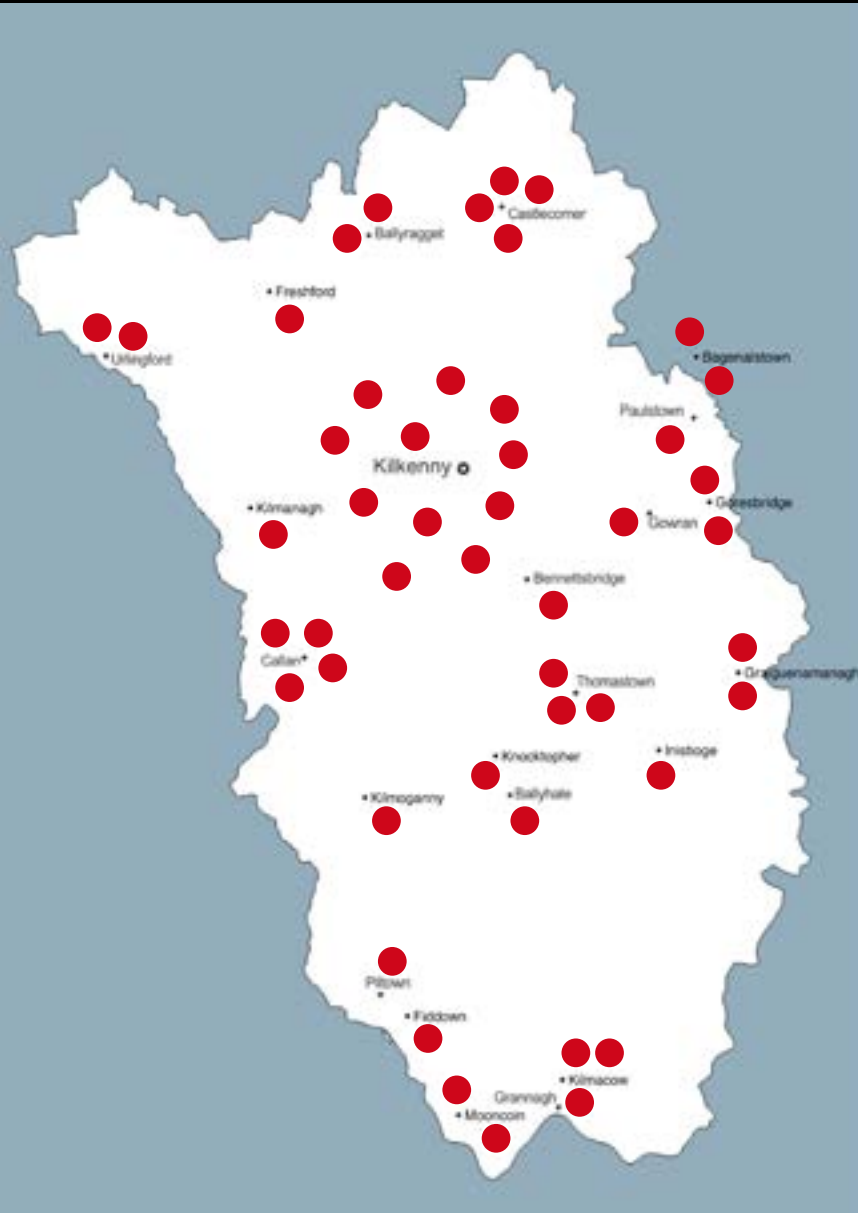 Castlecomer
Ballyragget
Freshford
Urlingford
Bagenalstown
Paulstown
Kilkenny
Goresbridge
Kilmanagh
Gowran
Bennettsbridge
Callan
Graiguenamanagh
Thomastown
Inistioge
Knocktopher
Ballyhale
Kilmoganny
Piltown
Fiddown
Kilmacow
Grannagh
Mooncoin